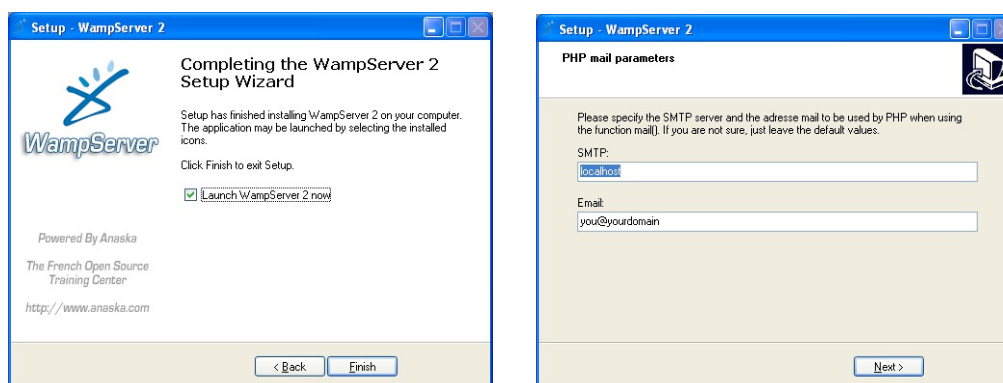 Setup - WampServer 2
Completing the WampServer 2
Setup Wizard
Setup has finished installing WampServer 2 on your computer.
The application may be launched by selecting the installed
icons.
Click Finish to exit Setup.
Launch WampServer 2 now
WampServer
Powered By Anaska
The French Open Source
Training Center
http://www.anaska.com
< Back
Finish
Setup - WampServer 2
PHP mail parameters
Please specify the SMTP server and the adresse mail to be used by PHP when using
the function mail(). If you are not sure, just leave the default values.
SMTP:
localhost
Email:
you@yourdomain
Next >